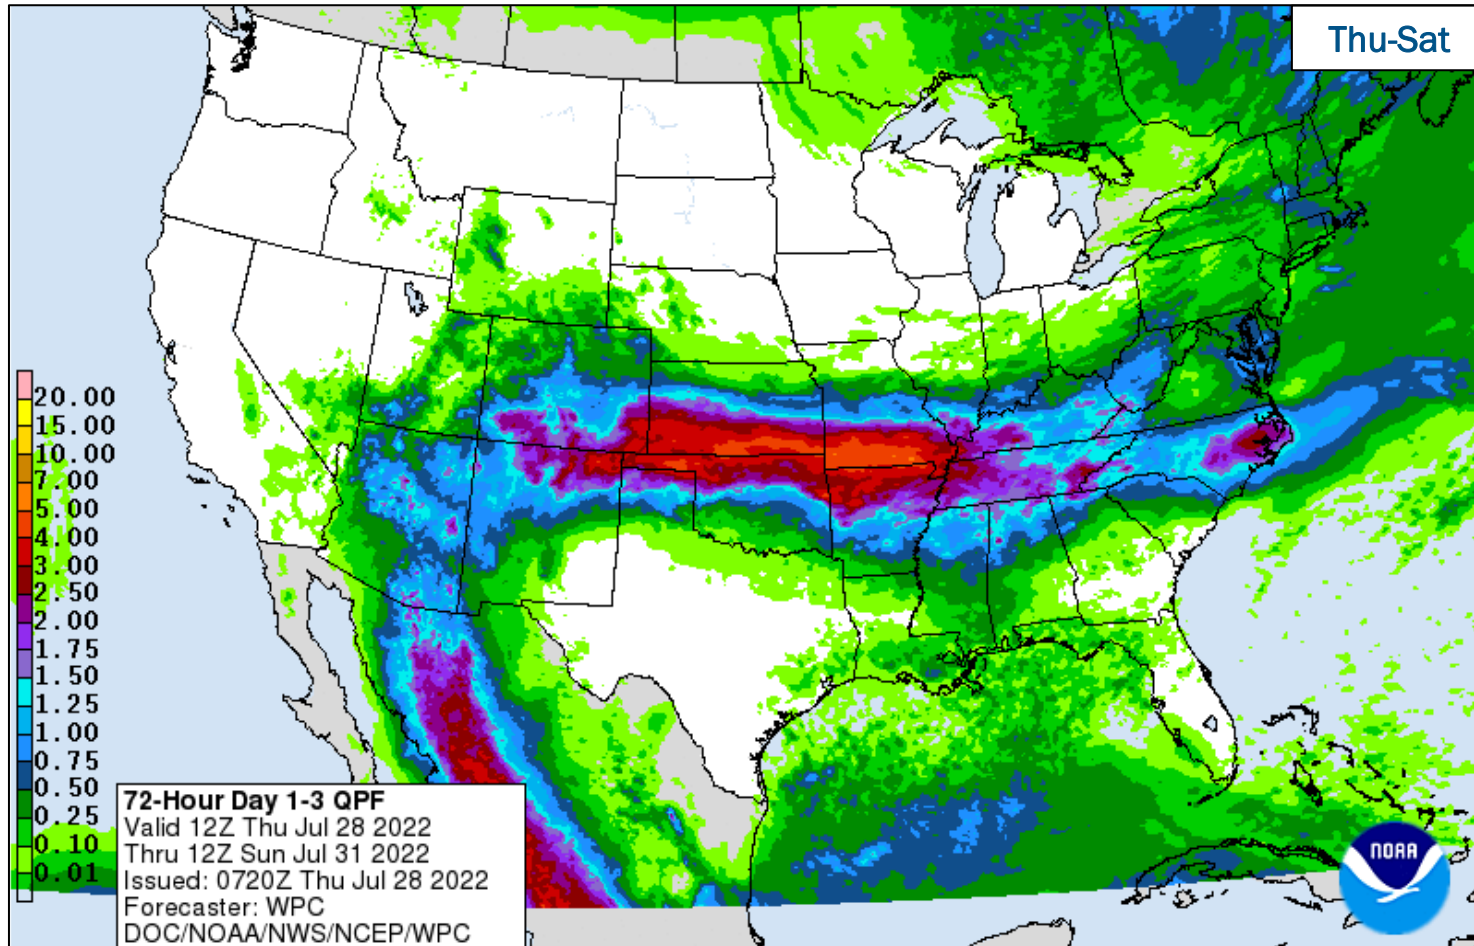 Thu-Sat
20.00
15.00
10.00
7.00
5.00
4.00
3.00
2.50
2.00
1.75
1.50
1.25
1.00
0.75
0.50
0.25
0.10
0.01
72-Hour Day 1-3 QPF
Valid 12Z Thu Jul 28 2022
Thru 12Z Sun Jul 31 2022
Issued: 0720Z Thu Jul 28 2022
Forecaster: WPC
DOC/NOAA/NWS/NCEP/WPC
NOAA